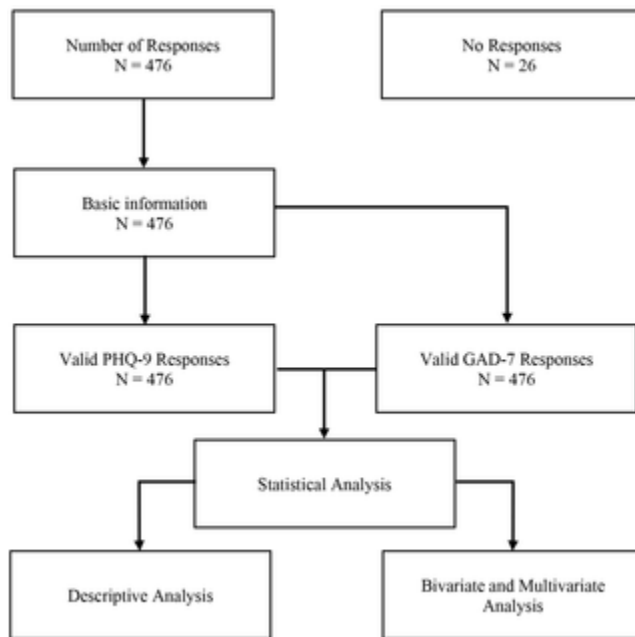 Number of Responses
N = 476
No Responses
N = 26
Basic information
N = 476
Valid PHQ-9 Responses
N = 476
Valid GAD-7 Responses
N = 476
Statistical Analysis
Descriptive Analysis
Bivariate and Multivariate
Analysis